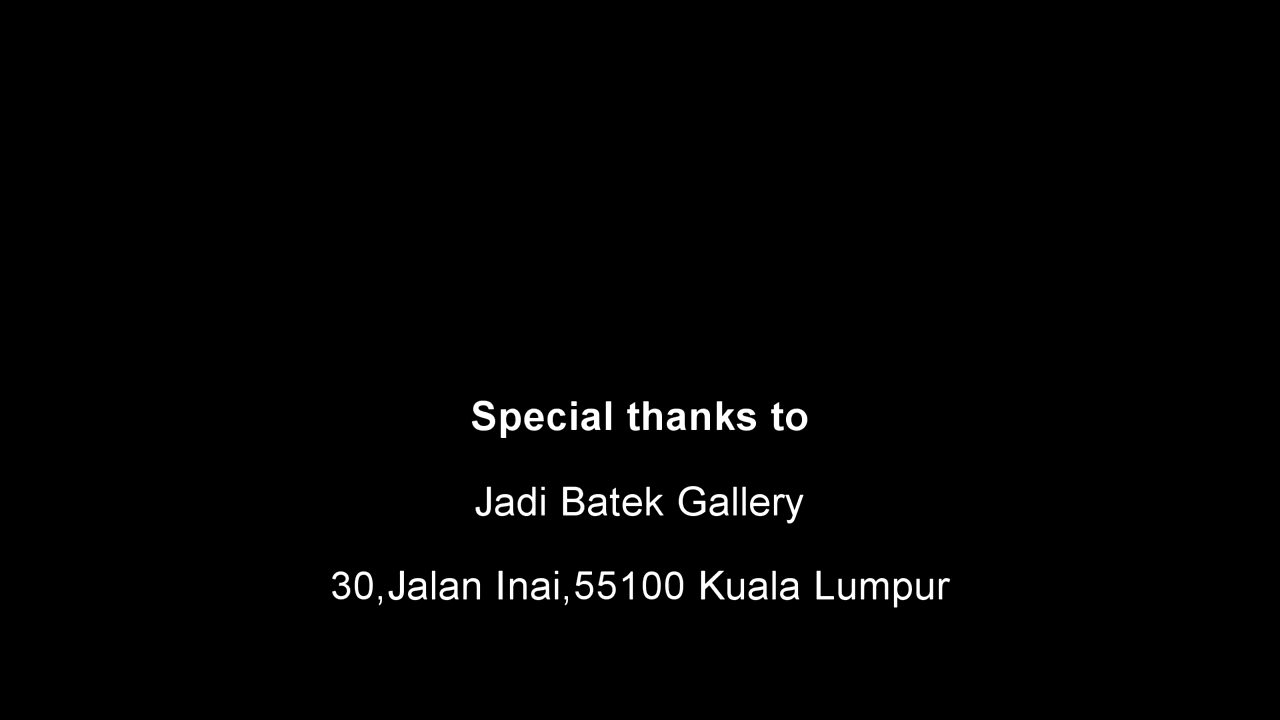 Special thanks to
Jadi Batek Gallery
30,Jalan Inai,55100 Kuala Lumpur